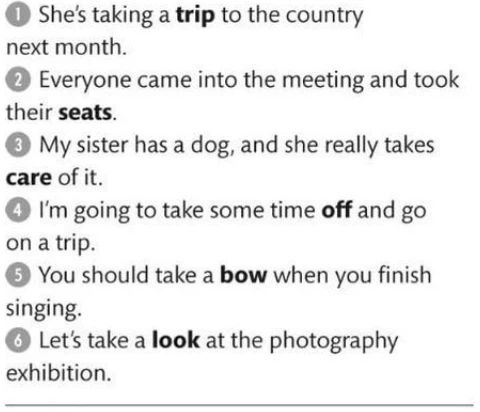 1 She's taking a trip to the country
next month.
2 Everyone came into the meeting and took
their seats.
3 My sister has a dog, and she really takes
care of it.
4 I'm going to take some time off and go
on a trip.
5 You should take a bow when you finish
singing.
6 Let's take a look at the photography
exhibition.